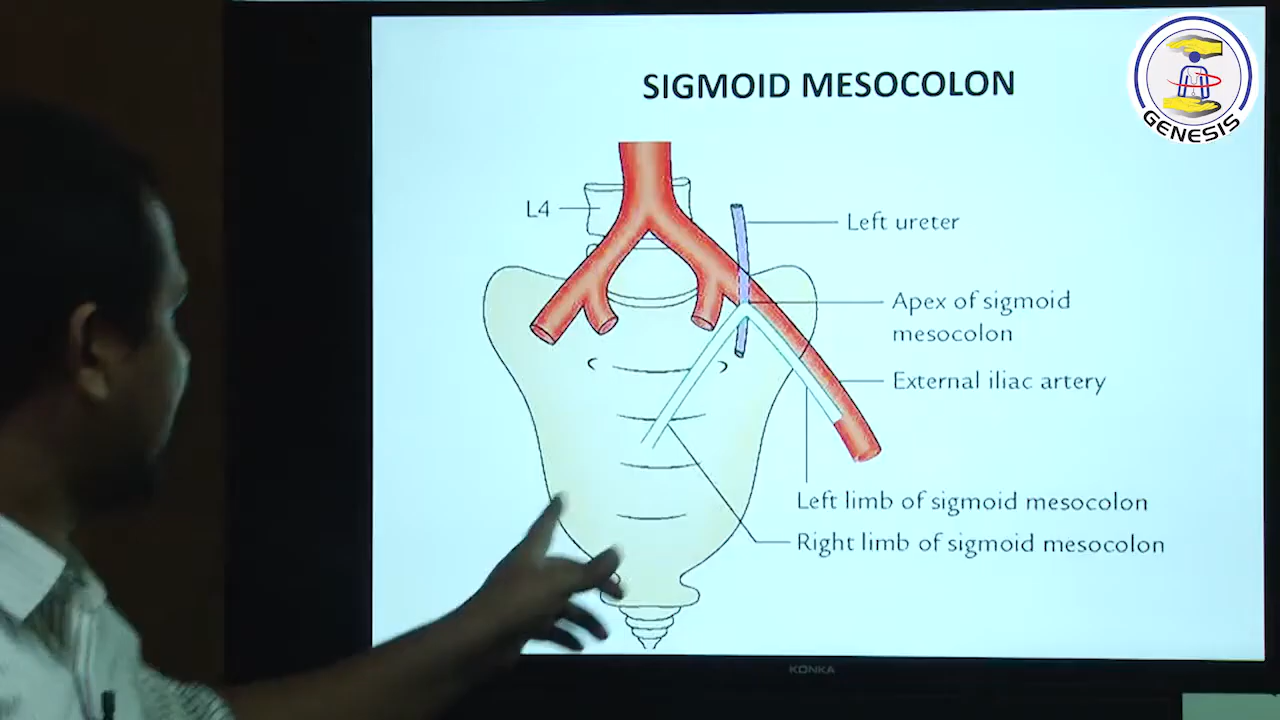 GENESIS
SIGMOID MESOCOLON
L4
Left ureter
Apex of sigmoid
mesocolon
External iliac artery
Left limb of sigmoid mesocolon
Right limb of sigmoid mesocolon
KONKA